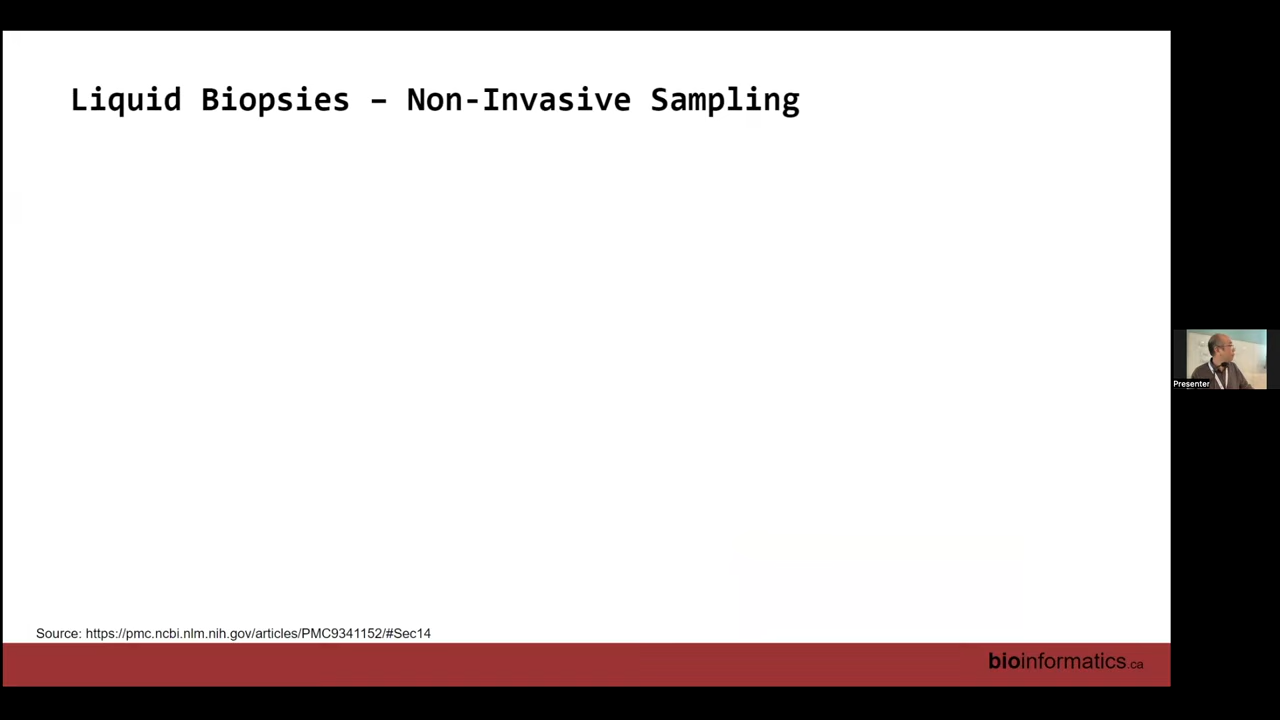 Liquid Biopsies – Non-Invasive Sampling
Presenter
Source: https://pmc.ncbi.nlm.nih.gov/articles/PMC9341152/#Sec14
bioinformatics.ca